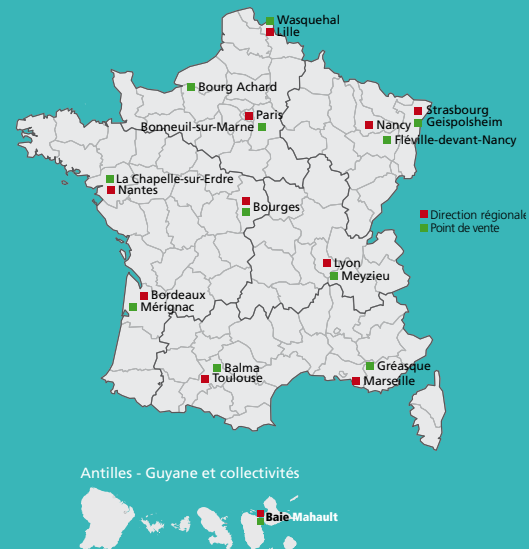 Wasquehal
Lille
Bourg Achard
Paris
Bonneuil-sur-Marne
Strasbourg
Nancy
Geispolsheim
Fléville-devant-Nancy
La Chapelle-sur-Erdre
Nantes
Bourges
Direction régionale
Point de vente
Lyon
Meyzieu
Bordeaux
Mérignac
Balma
Toulouse
Gréasque
Marseille
Antilles - Guyane et collectivités
Baie-Mahault